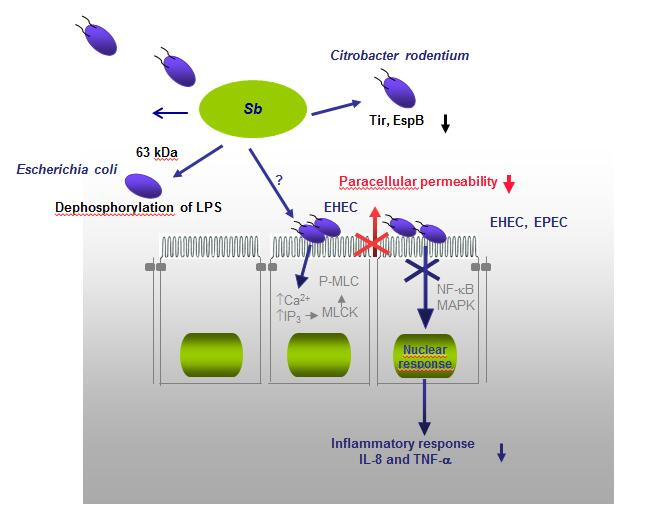 Citrobacter rodentium
Sb
Tir, EspB
63 kDa
Escherichia coli
?
Paracellular permeability
Dephosphorylation of LPS
EHEC
EHEC, EPEC
P-MLC
↑Ca2+
↑IP3 → MLCK
NF-κB
MAPK
Nuclear
response
Inflammatory response
IL-8 and TNF-α